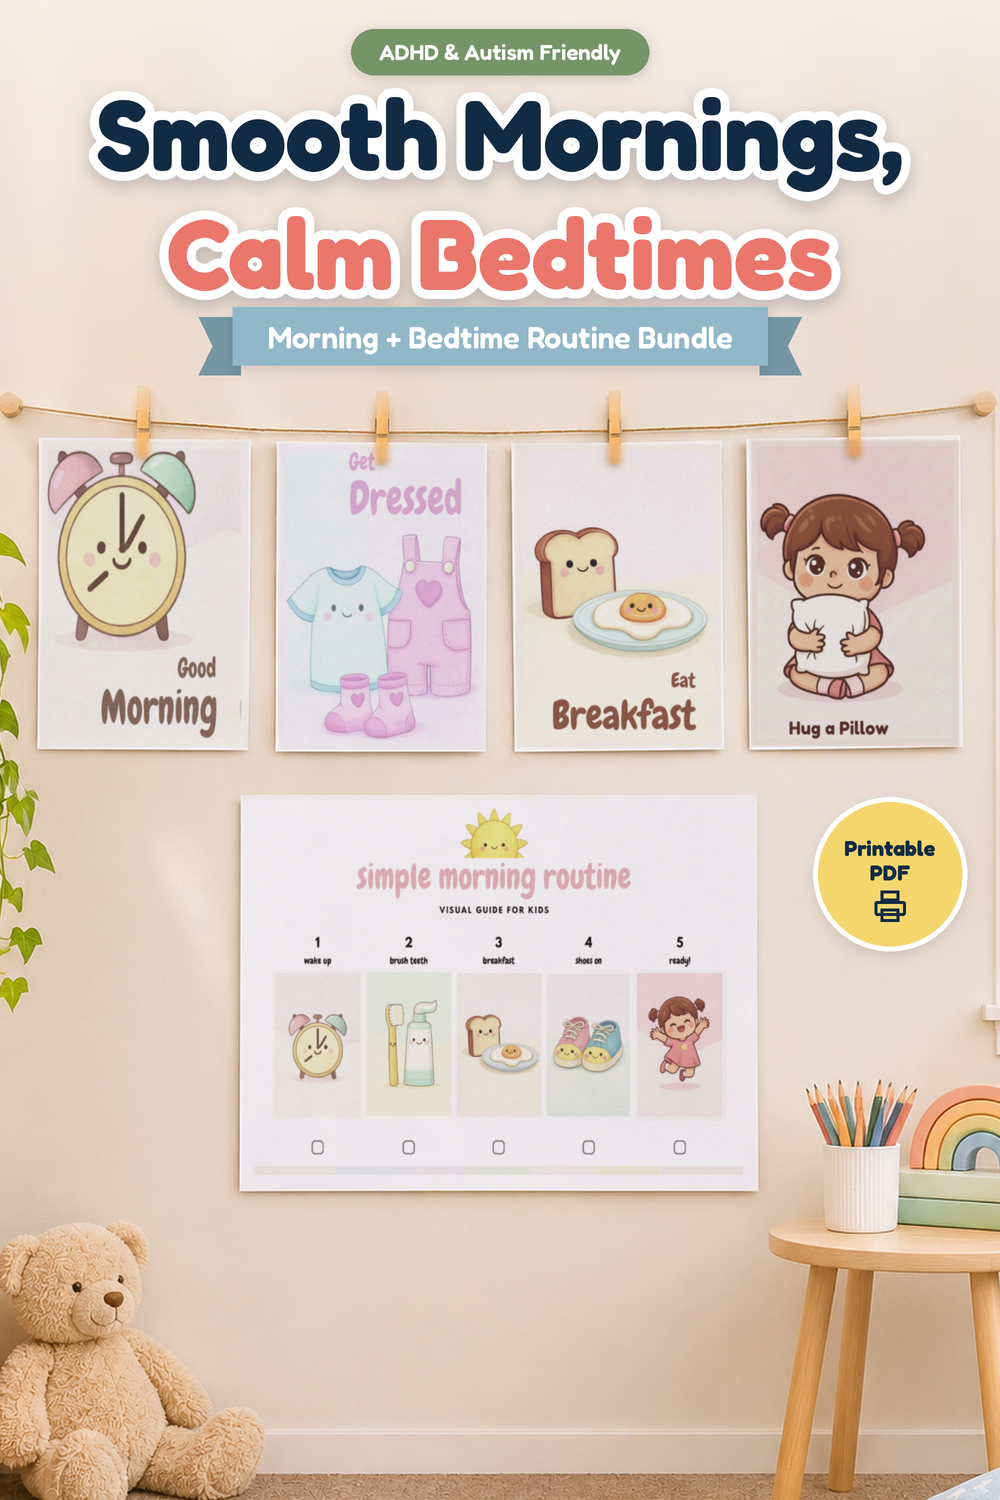 ADHD & Autism Friendly
Smooth Mornings,
Calm Bedtimes
Morning + Bedtime Routine Bundle
Good
Morning
Get
Dressed
Eat
Breakfast
Hug a Pillow
simple morning routine
VISUAL GUIDE FOR KIDS
1 2 3 4 5
wake up brush teeth breakfast shoes on ready!
Printable
PDF